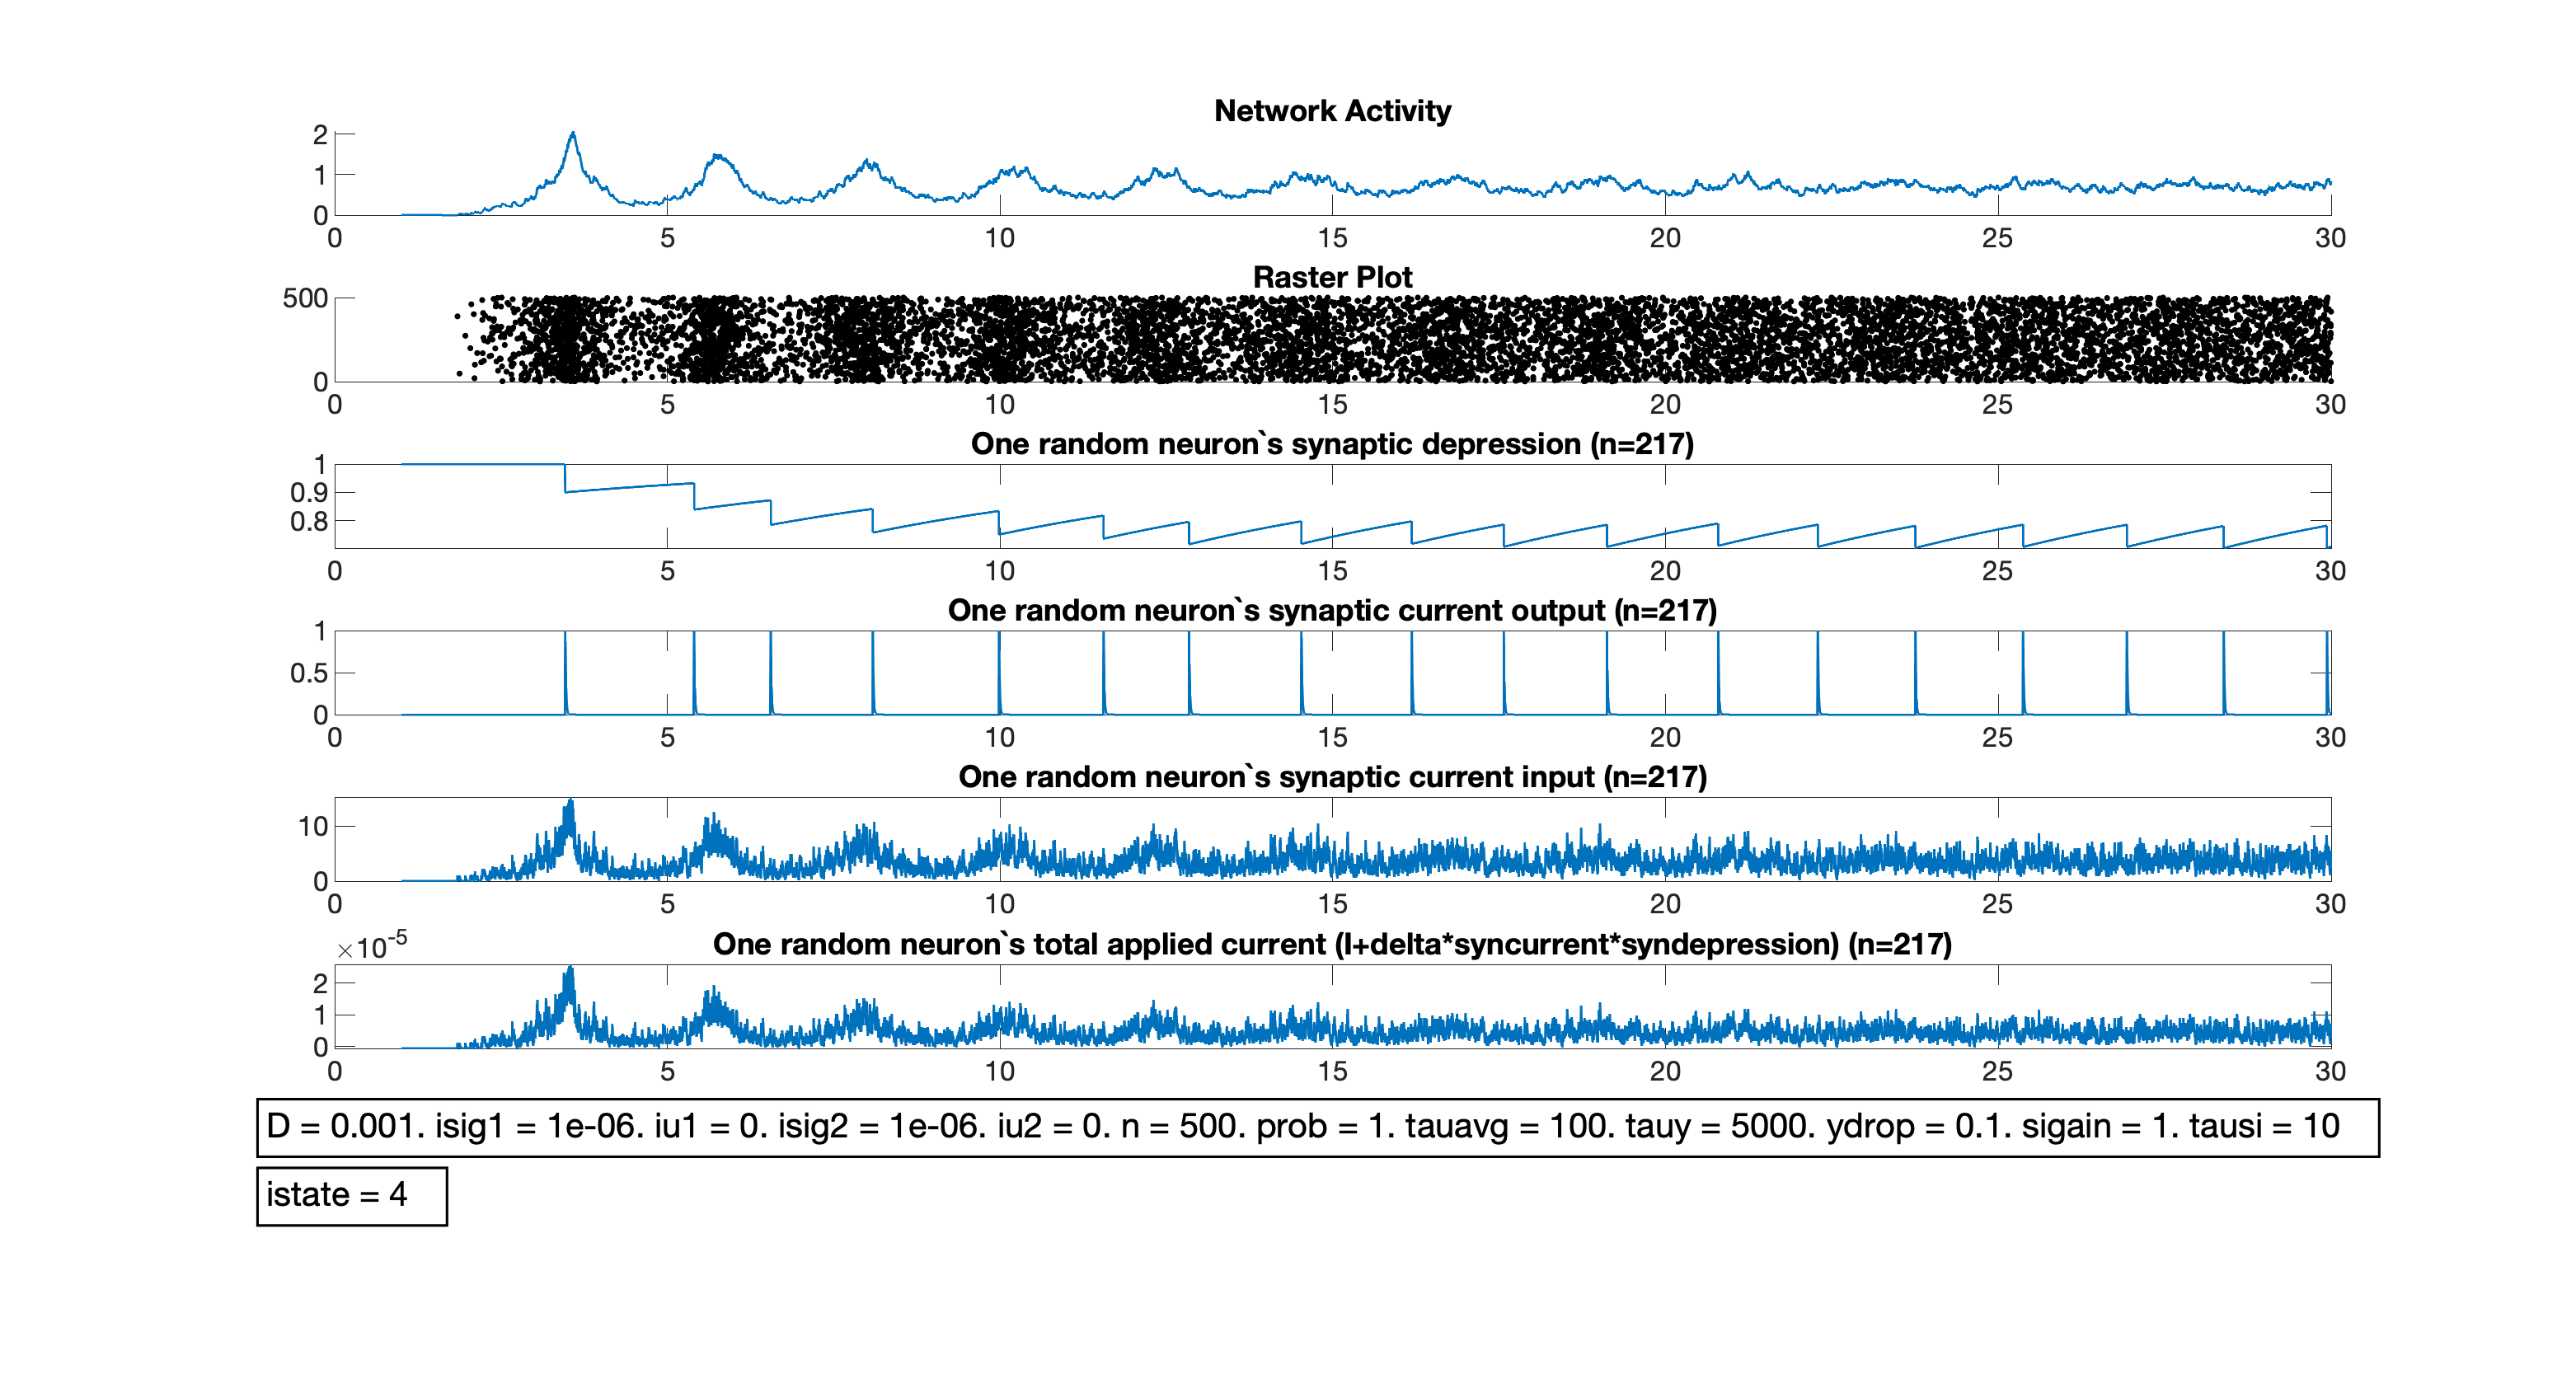 Network Activity
2
1
0
0 5 10 15 20 25 30
Raster Plot
500
0
0 5 10 15 20 25 30
One random neuron`s synaptic depression (n=217)
1
0.9
0.8
0 5 10 15 20 25 30
One random neuron`s synaptic current output (n=217)
1
0.5
0
0 5 10 15 20 25 30
One random neuron`s synaptic current input (n=217)
10
0
0 5 10 15 20 25 30
×10-5
One random neuron`s total applied current (I+delta*syncurrent*syndepression) (n=217)
2
1
0
0 5 10 15 20 25 30
D = 0.001. isig1 = 1e-06. iu1 = 0. isig2 = 1e-06. iu2 = 0. n = 500. prob = 1. tauavg = 100. tauy = 5000. ydrop = 0.1. sigain = 1. tausi = 10
istate = 4